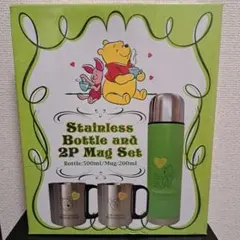 Stainless
Bottle and
2P Mug Set
Bottle/500ml/Mug/200ml